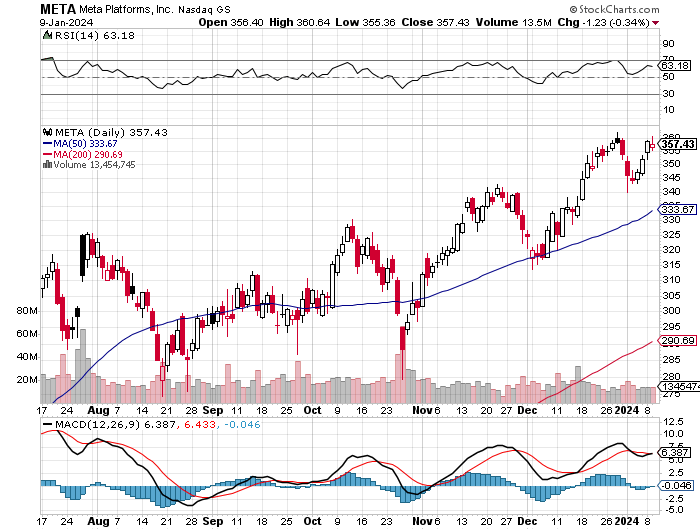 META Meta Platforms, Inc. Nasdaq GS
© StockCharts.com
9-Jan-2024
Open 356.40 High 360.64 Low 355.36 Close 357.43 Volume 13.5M Chg -1.23 (-0.34%)
RSI(14) 63.18
90
70
63.18
50
30
10
META (Daily) 357.43
MA(50) 333.67
MA(200) 290.69
Volume 13,454,745
360
357.43
355
350
345
340
335
333.67
330
325
320
315
310
305
300
295
290.69
285
280
275
80M
60M
40M
20M
1345474
17 24 Aug 7 14 21 28 Sep 11 18 25 Oct 9 16 23 Nov 6 13 20 27 Dec 11 18 26 2024 8
MACD(12,26,9) 6.387, 6.433, -0.046
12.5
10.0
7.5
6.387
5.0
2.5
-0.046
-2.5
-5.0
17 24 Aug 7 14 21 28 Sep 11 18 25 Oct 9 16 23 Nov 6 13 20 27 Dec 11 18 26 2024 8